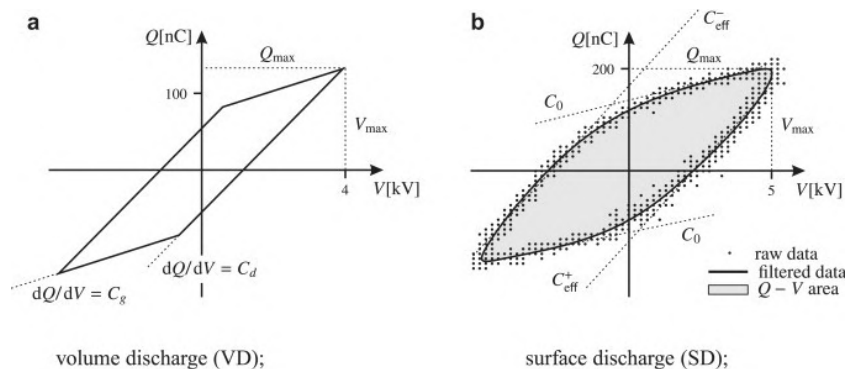 a
Q[nC]
Q_max
100
V_max
V[kV]
4
dQ/dV = C_d
dQ/dV = C_g
volume discharge (VD);
b
Q[nC]
C_eff^-
200
Q_max
C_0
V_max
V[kV]
5
C_0
C_eff^+
raw data
filtered data
Q − V area
surface discharge (SD);